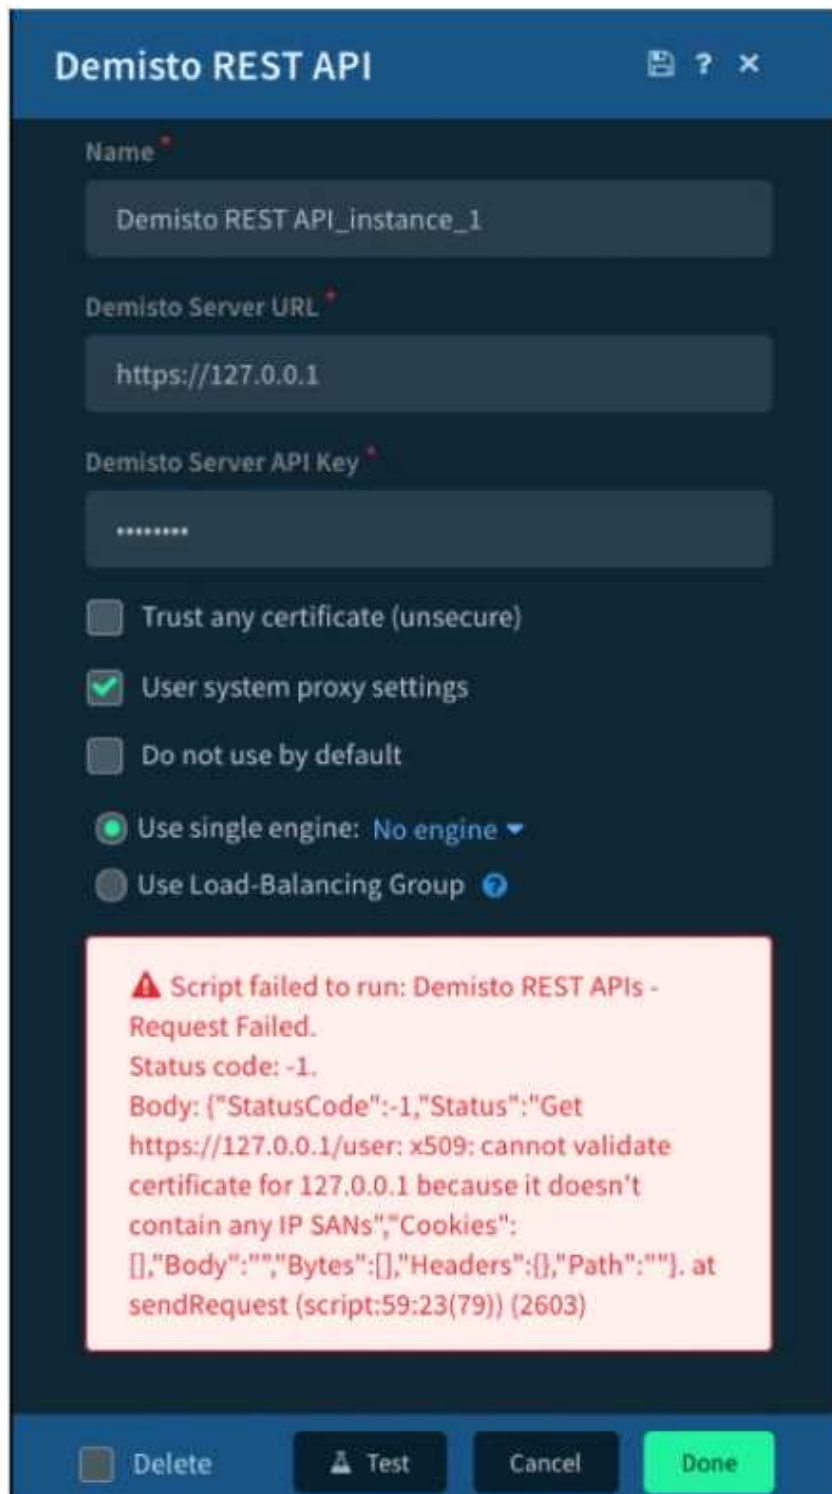 Demisto REST API ? ×
Name *
Demisto REST API_instance_1
Demisto Server URL *
https://127.0.0.1
Demisto Server API Key *
••••••••
Trust any certificate (unsecure)
User system proxy settings
Do not use by default
Use single engine: No engine
Use Load-Balancing Group ?
Script failed to run: Demisto REST APIs -
Request Failed.
Status code: -1.
Body: {"StatusCode":-1,"Status":"Get
https://127.0.0.1/user: x509: cannot validate
certificate for 127.0.0.1 because it doesn't
contain any IP SANs","Cookies":
[],"Body":"","Bytes":[],"Headers":{},"Path":""}. at
sendRequest (script:59:23(79)) (2603)
Delete Test Cancel Done